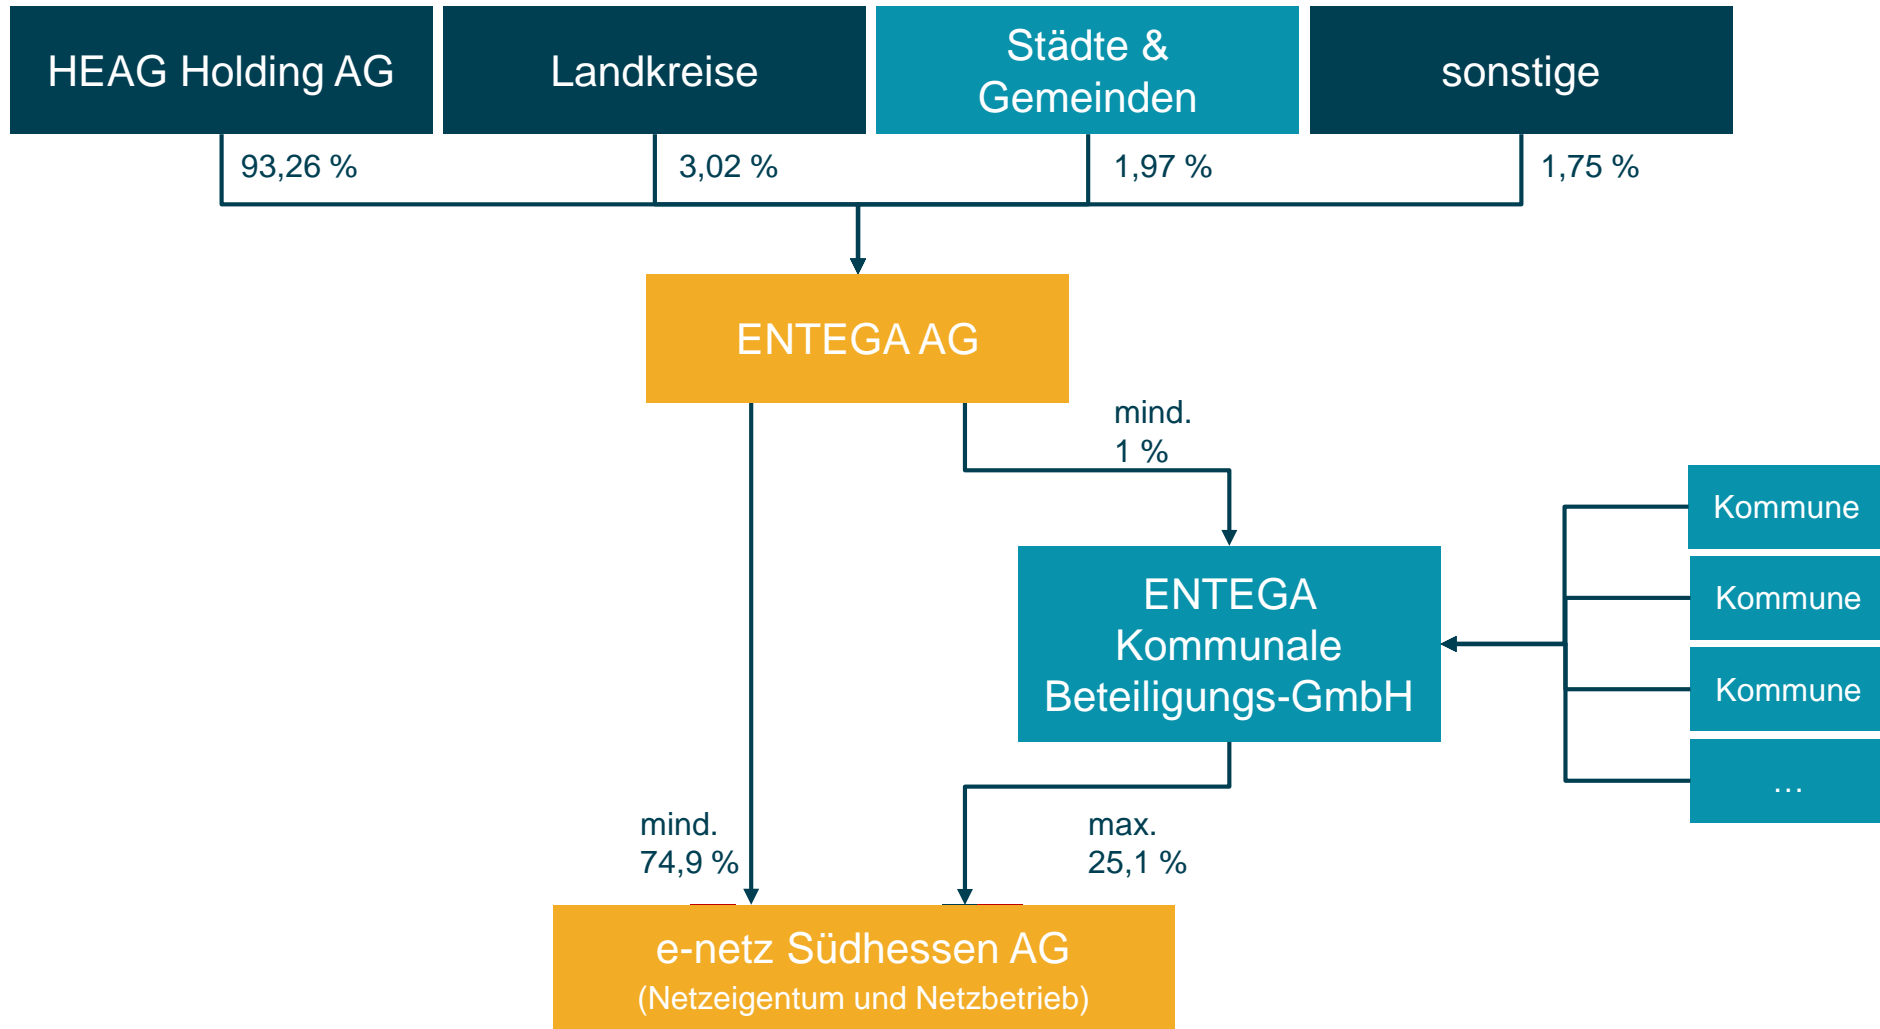 HEAG Holding AG
Landkreise
Städte &
Gemeinden
sonstige
93,26 %
3,02 %
1,97 %
1,75 %
ENTEGA AG
mind.
1 %
Kommune
Kommune
Kommune
…
ENTEGA
Kommunale
Beteiligungs-GmbH
mind.
74,9 %
max.
25,1 %
e-netz Südhessen AG
(Netzeigentum und Netzbetrieb)